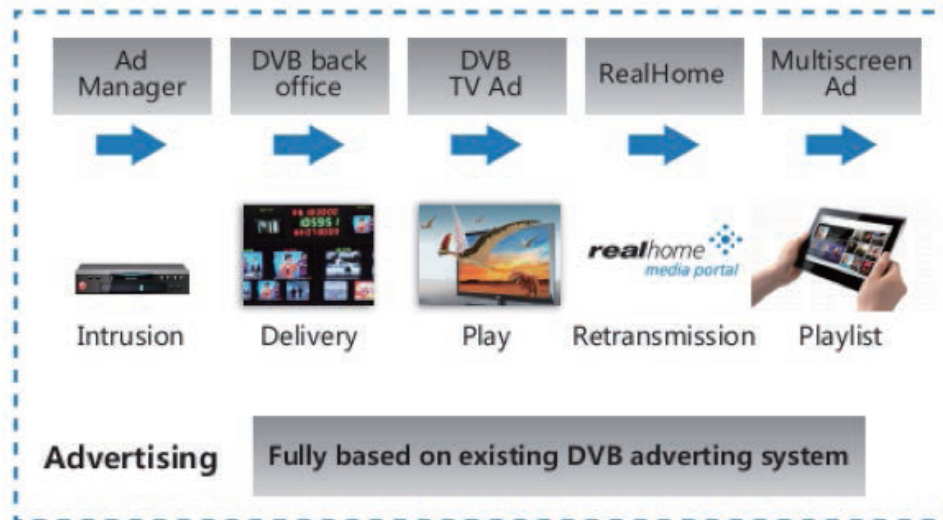 Ad
Manager
DVB back
office
DVB
TV Ad
RealHome
Multiscreen
Ad
realhome
media portal
Intrusion
Delivery
Play
Retransmission
Playlist
Advertising
Fully based on existing DVB adverting system